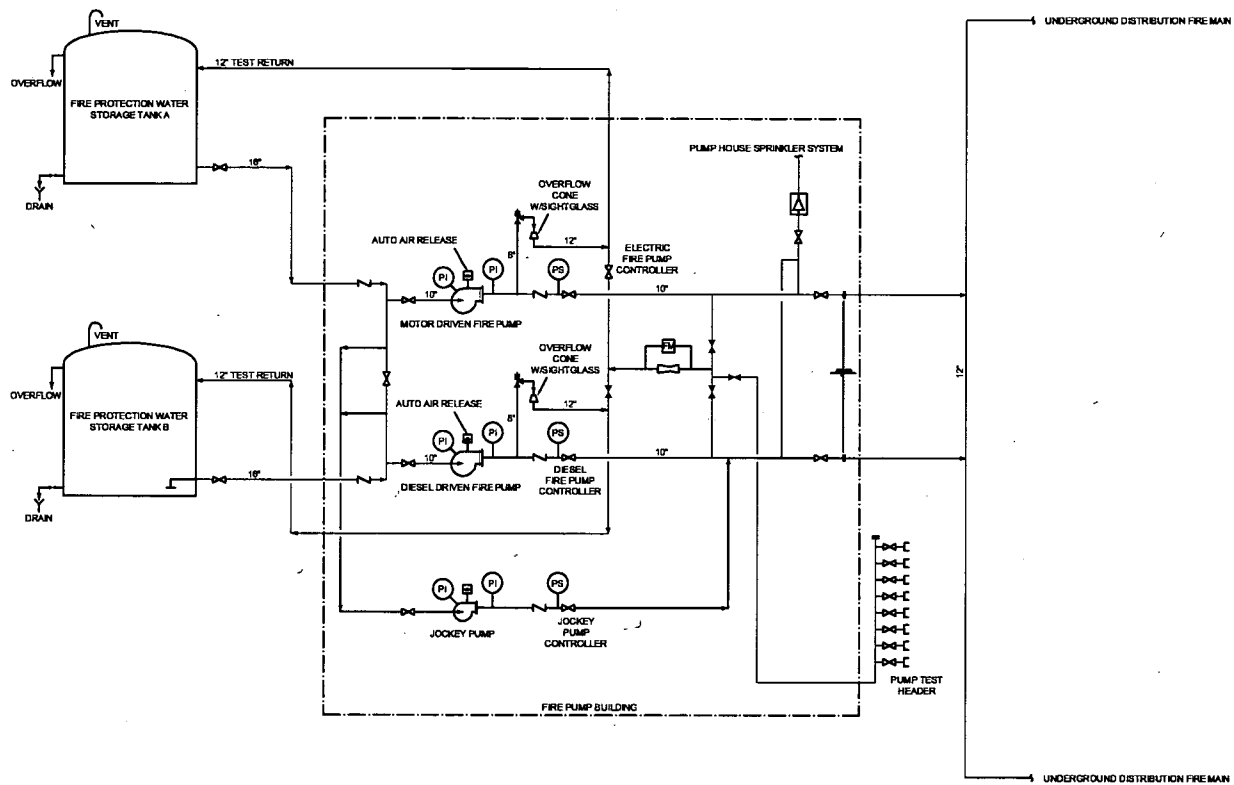 VENT
UNDERGROUND DISTRIBUTION FIRE MAIN
12" TEST RETURN
OVERFLOW
FIRE PROTECTION WATER
STORAGE TANK A
PUMP HOUSE SPRINKLER SYSTEM
16"
DRAIN
OVERFLOW
CONE
W/SIGHTGLASS
AUTO AIR RELEASE
8"
12"
ELECTRIC
FIRE PUMP
CONTROLLER
PI
PI
PS
10"
10"
MOTOR DRIVEN FIRE PUMP
VENT
OVERFLOW
CONE
W/SIGHTGLASS
FM
12" TEST RETURN
12"
OVERFLOW
FIRE PROTECTION WATER
STORAGE TANK B
AUTO AIR RELEASE
8"
12"
PI
PI
PS
16"
10"
10"
DIESEL DRIVEN FIRE PUMP
DIESEL
FIRE PUMP
CONTROLLER
DRAIN
PI
PI
PS
JOCKEY PUMP
JOCKEY
PUMP
CONTROLLER
PUMP TEST
HEADER
FIRE PUMP BUILDING
UNDERGROUND DISTRIBUTION FIRE MAIN